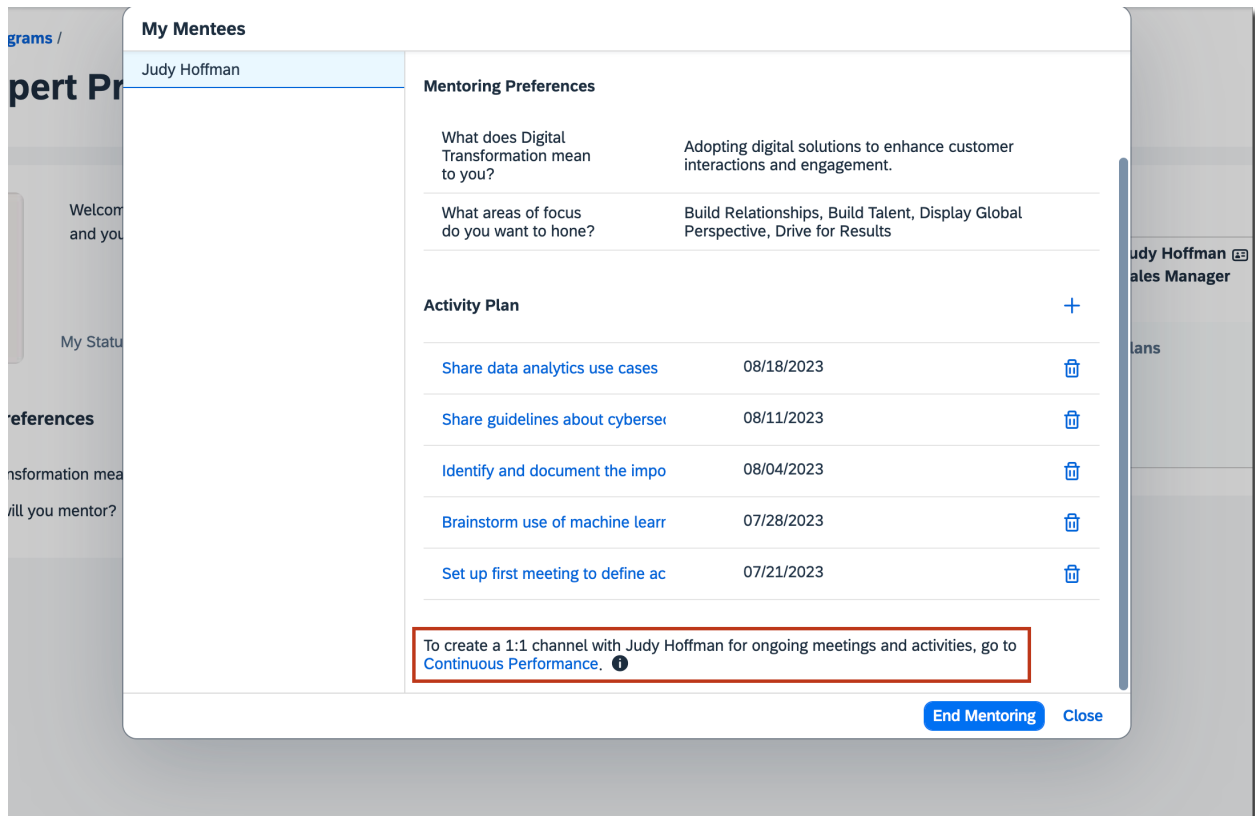 grams /
pert Pr
Welcom
and you
My Statu
references
nsformation mea
vill you mentor?
My Mentees
Judy Hoffman
Mentoring Preferences
What does Digital
Transformation mean
to you?
Adopting digital solutions to enhance customer
interactions and engagement.
What areas of focus
do you want to hone?
Build Relationships, Build Talent, Display Global
Perspective, Drive for Results
Activity Plan
Share data analytics use cases 08/18/2023
Share guidelines about cybersec 08/11/2023
Identify and document the impo 08/04/2023
Brainstorm use of machine learr 07/28/2023
Set up first meeting to define ac 07/21/2023
To create a 1:1 channel with Judy Hoffman for ongoing meetings and activities, go to
Continuous Performance.
End Mentoring Close
udy Hoffman
ales Manager
lans